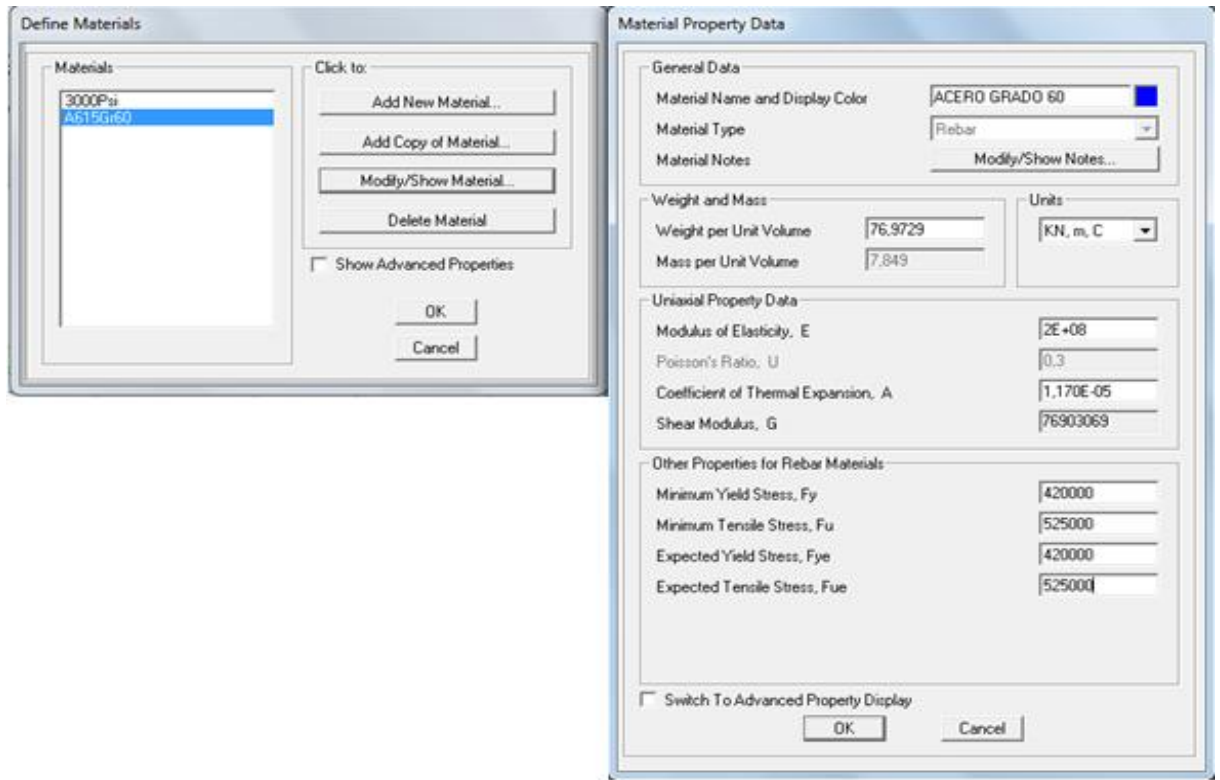 Define Materials
Materials
3000Psi
A615Gr60
Click to:
Add New Material...
Add Copy of Material...
Modify/Show Material...
Delete Material
Show Advanced Properties
OK
Cancel
Material Property Data
General Data
Material Name and Display Color ACERO GRADO 60
Material Type Rebar
Material Notes Modify/Show Notes...
Weight and Mass
Weight per Unit Volume 76,9729
Mass per Unit Volume 7,849
Units
KN, m, C
Uniaxial Property Data
Modulus of Elasticity, E 2E+08
Poisson's Ratio, U 0,3
Coefficient of Thermal Expansion, A 1,170E-05
Shear Modulus, G 76903069
Other Properties for Rebar Materials
Minimum Yield Stress, Fy 420000
Minimum Tensile Stress, Fu 525000
Expected Yield Stress, Fye 420000
Expected Tensile Stress, Fue 525000
Switch To Advanced Property Display
OK Cancel